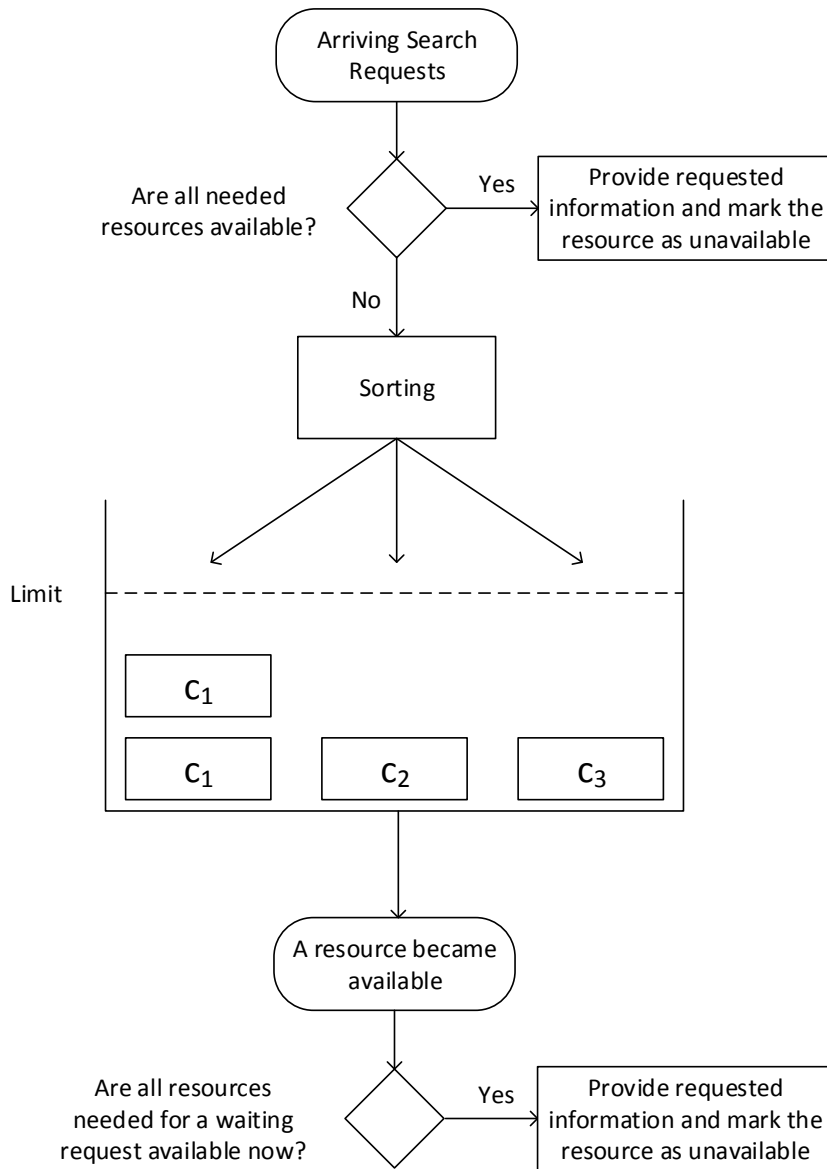 Arriving Search
Requests
Are all needed
resources available?
Yes
Provide requested
information and mark the
resource as unavailable
No
Sorting
Limit
c₁
c₁
c₂
c₃
A resource became
available
Are all resources
needed for a waiting
request available now?
Yes
Provide requested
information and mark the
resource as unavailable